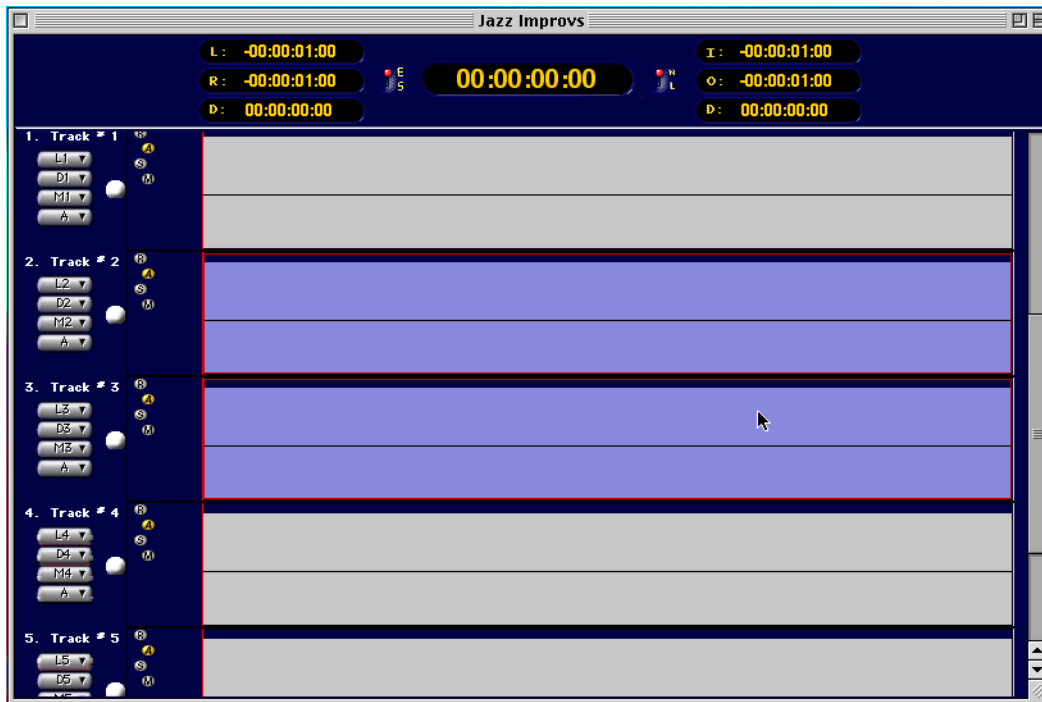 Jazz Improvs
L: -00:00:01:00
R: -00:00:01:00
D: 00:00:00:00
E
S
00:00:00:00
N
L
I: -00:00:01:00
O: -00:00:01:00
D: 00:00:00:00
1. Track # 1
L1
D1
M1
A
R
A
S
M
2. Track # 2
L2
D2
M2
A
R
A
S
M
3. Track # 3
L3
D3
M3
A
R
A
S
M
4. Track # 4
L4
D4
M4
A
R
A
S
M
5. Track # 5
L5
D5
R
A
S
M